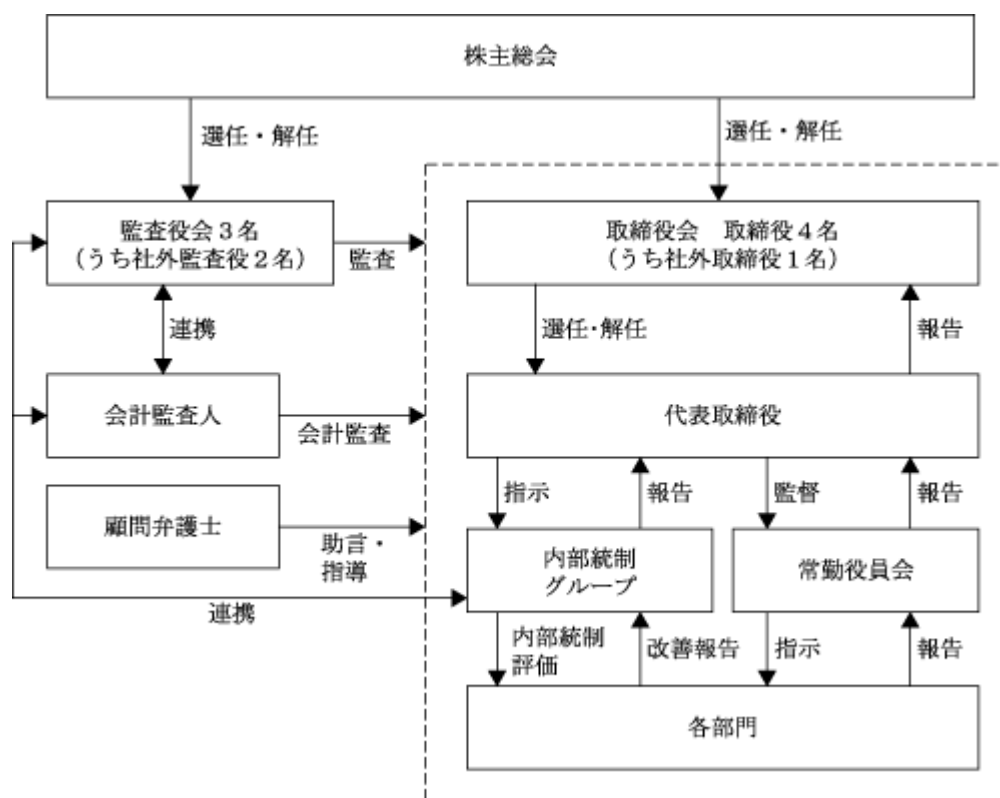 株主総会
選任・解任
選任・解任
監査役会３名
（うち社外監査役２名）
監査
取締役会　取締役４名
（うち社外取締役１名）
連携
選任・解任
報告
会計監査人
会計監査
代表取締役
指示
報告
監督
報告
顧問弁護士
助言・
指導
内部統制
グループ
常勤役員会
連携
内部統制
評価
改善報告
指示
報告
各部門